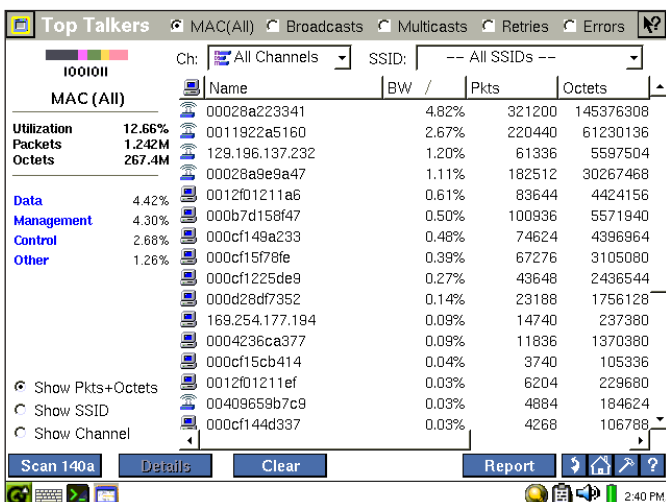 Top Talkers MAC(All) Broadcasts Multicasts Retries Errors
Ch: All Channels SSID: -- All SSIDs --
1001011
MAC (All)
Utilization 12.66%
Packets 1.242M
Octets 267.4M
Data 4.42%
Management 4.30%
Control 2.68%
Other 1.26%
Show Pkts+Octets
Show SSID
Show Channel
Name BW / Pkts Octets
00028a223341 4.82% 321200 145376308
0011922a5160 2.67% 220440 61230136
129.196.137.232 1.20% 61336 5597504
00028a9e9a47 1.11% 182512 30267468
0012f01211a6 0.61% 83644 4424156
000b7d158f47 0.50% 100936 5571940
000cf149a233 0.48% 74624 4396964
000cf15f78fe 0.39% 67276 3105080
000cf1225de9 0.27% 43648 2436544
000d28df7352 0.14% 23188 1756128
169.254.177.194 0.09% 14740 237380
0004236ca377 0.09% 11836 1370380
000cf15cb414 0.04% 3740 105336
0012f01211ef 0.03% 6204 229680
00409659b7c9 0.03% 4884 184624
000cf144d337 0.03% 4268 106788
Scan 140a Details Clear Report ?
2:40 PM